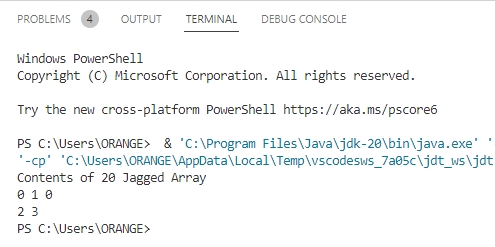 PROBLEMS 4 OUTPUT TERMINAL DEBUG CONSOLE
Windows PowerShell
Copyright (C) Microsoft Corporation. All rights reserved.
Try the new cross-platform PowerShell https://aka.ms/pscore6
PS C:\Users\ORANGE>  & 'C:\Program Files\Java\jdk-20\bin\java.exe' '
'-cp' 'C:\Users\ORANGE\AppData\Local\Temp\vscodesws_7a05c\jdt_ws\jdt
Contents of 20 Jagged Array
0 1 0
2 3
PS C:\Users\ORANGE>